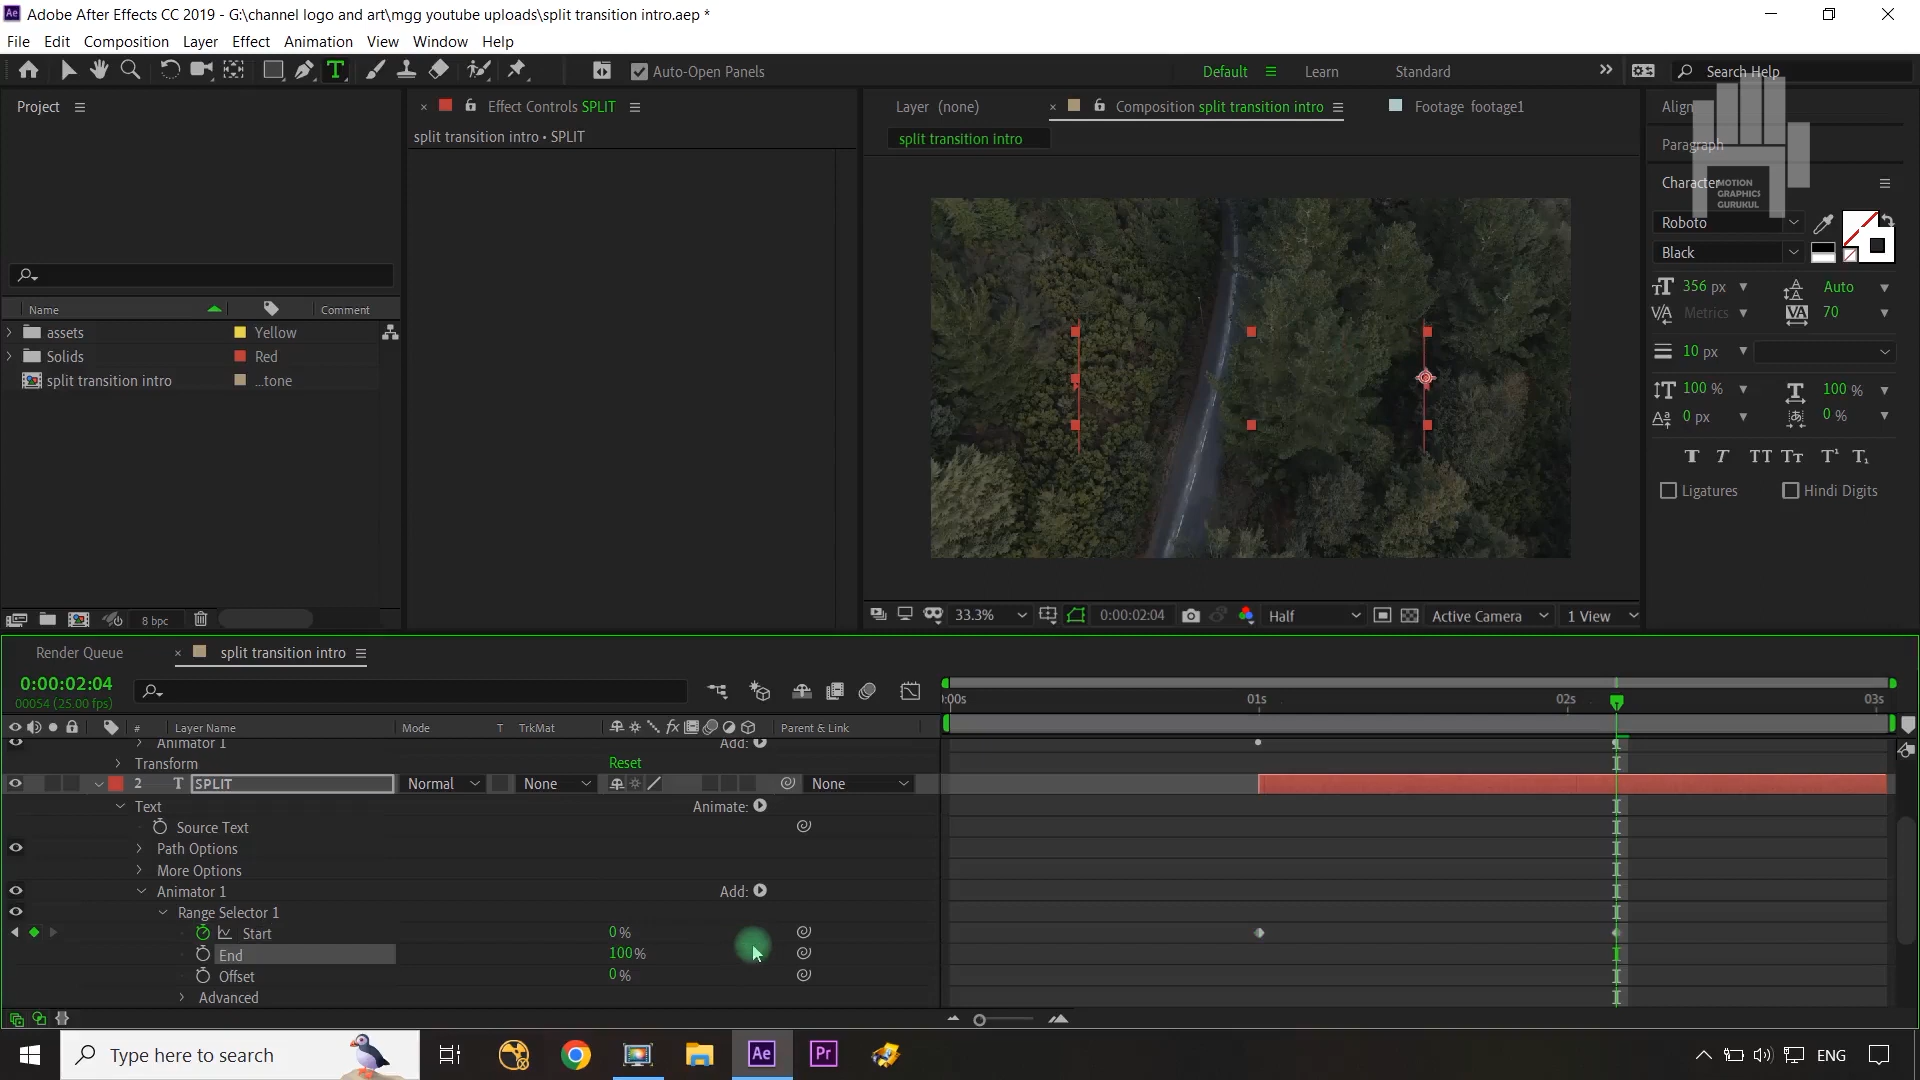 Adobe After Effects CC 2019 - G:\channel logo and art\mgg youtube uploads\split transition intro.aep *
File Edit Composition Layer Effect Animation View Window Help
Auto-Open Panels
Default Learn Standard
Search Help
Project
Effect Controls SPLIT
Layer (none)
Composition split transition intro
Footage footage1
Align
split transition intro • SPLIT
split transition intro
Paragraph
Character
MOTION
GRAPHICS
GURUKUL
Roboto
Black
356 px Auto
Metrics 70
10 px
100 % 100 %
0 px 0 %
Ligatures Hindi Digits
Name Comment
assets Yellow
Solids Red
split transition intro ...tone
8 bpc
33.3% 0:00:02:04 Half Active Camera 1 View
Render Queue
split transition intro
0:00:02:04
00054 (25.00 fps)
:00s 01s 02s 03s
# Layer Name Mode T TrkMat fx Parent & Link
Animator 1 Add:
Transform Reset
2 T SPLIT Normal None None
Text Animate:
Source Text
Path Options
More Options
Animator 1 Add:
Range Selector 1
Start 0 %
End 100 %
Offset 0 %
Advanced
Type here to search
Ae Pr
ENG